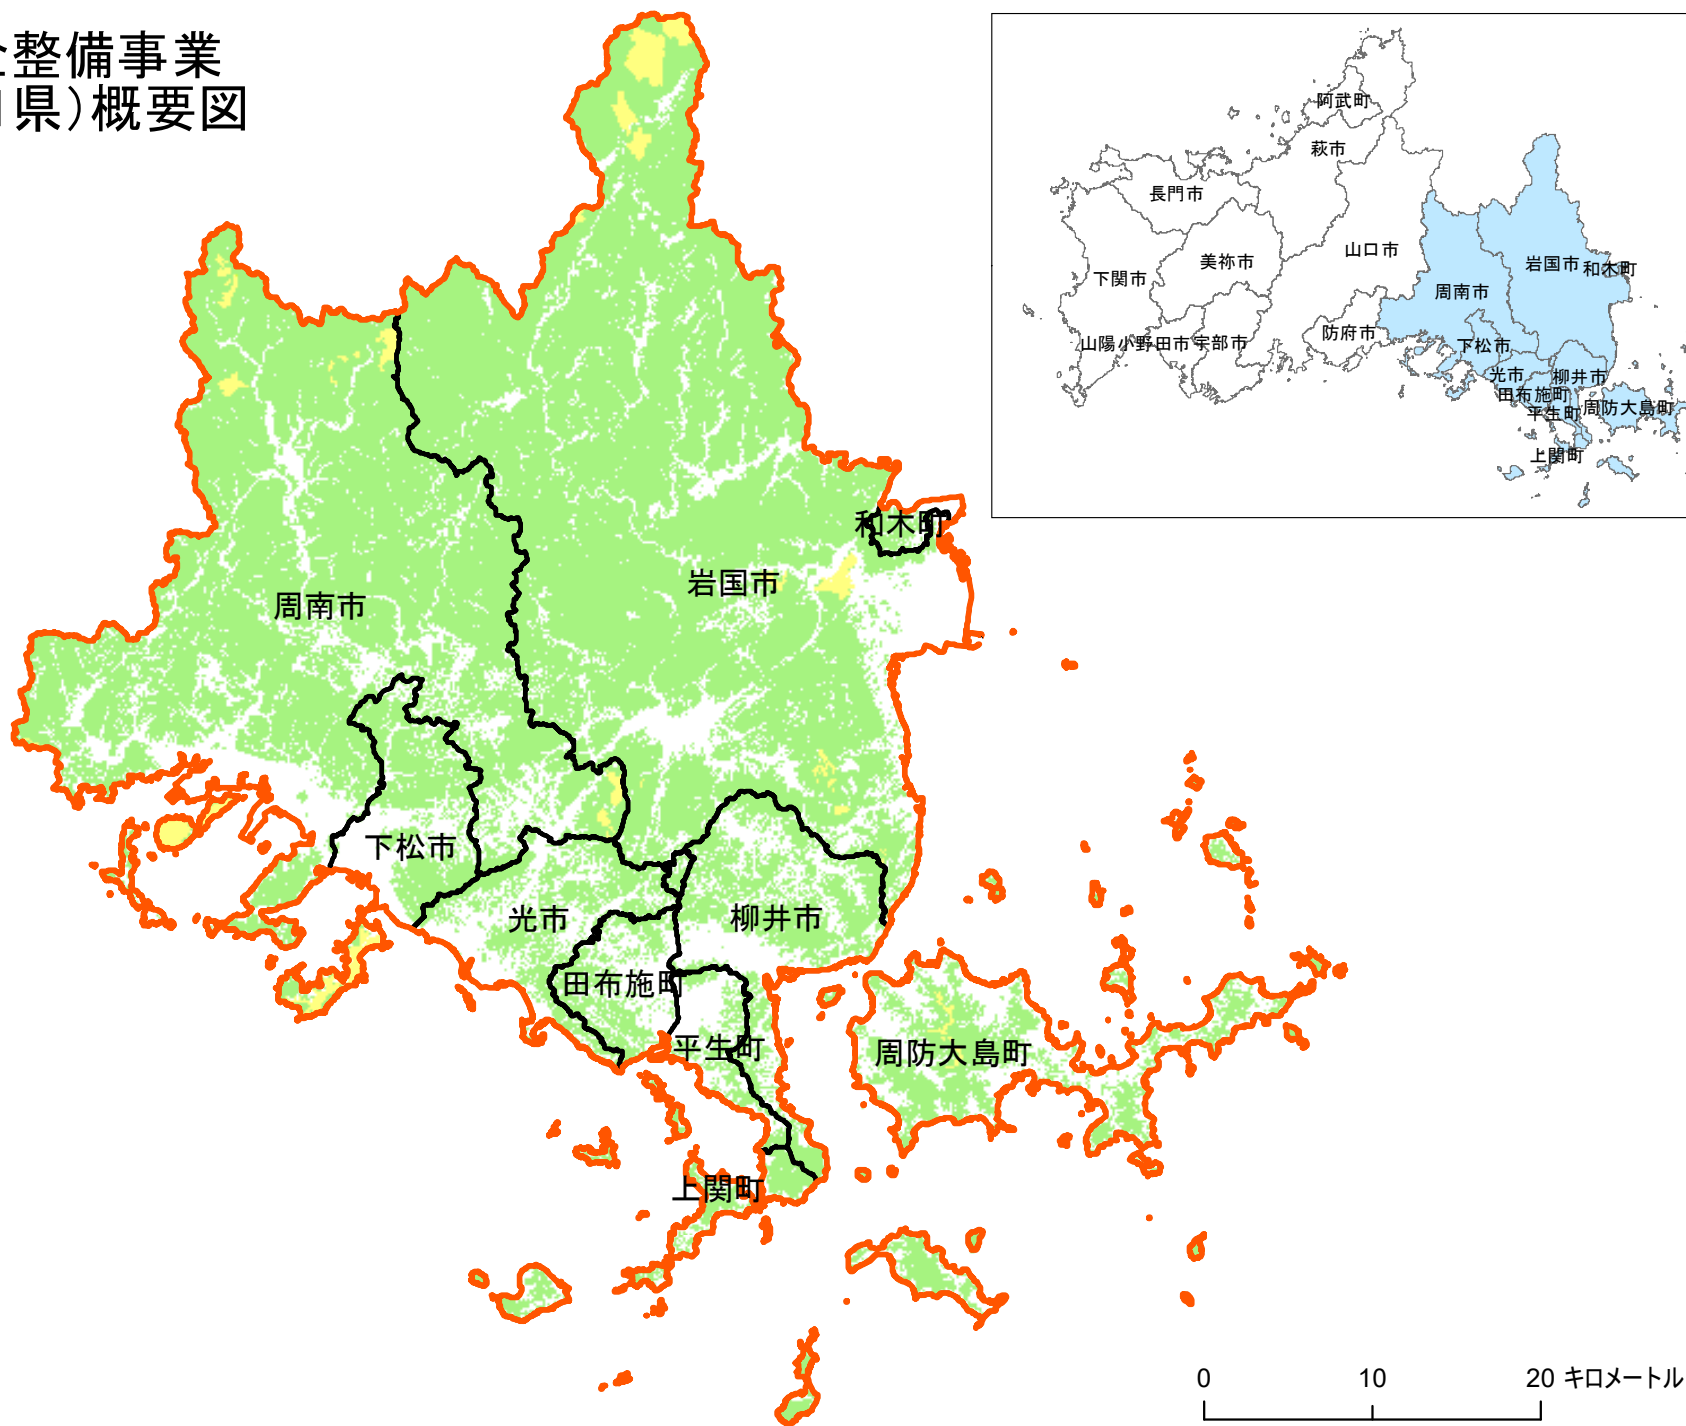 整備事業
県)概要図
阿武町
萩市
長門市
山口市
美祢市
下関市
岩国市
和木町
周南市
防府市
山陽小野田市
宇部市
下松市
光市
柳井市
田布施町
平生町
周防大島町
上関町
和木町
岩国市
周南市
下松市
光市
柳井市
田布施町
平生町
周防大島町
上関町
0 10 20 キロメートル